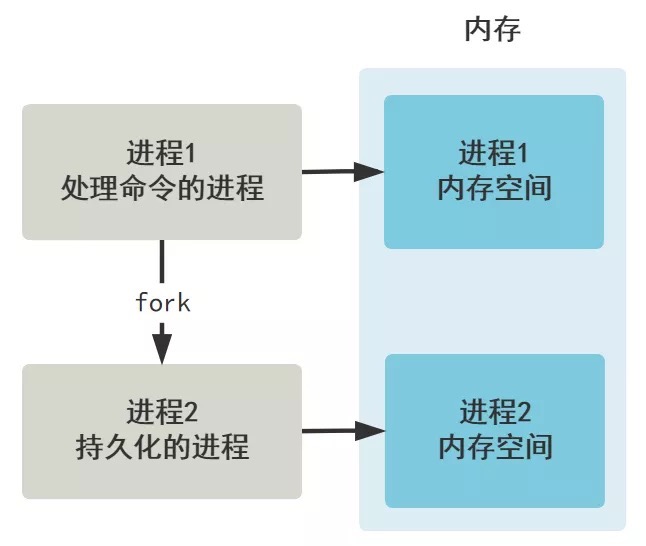 内存
进程1
处理命令的进程
进程1
内存空间
fork
进程2
持久化的进程
进程2
内存空间